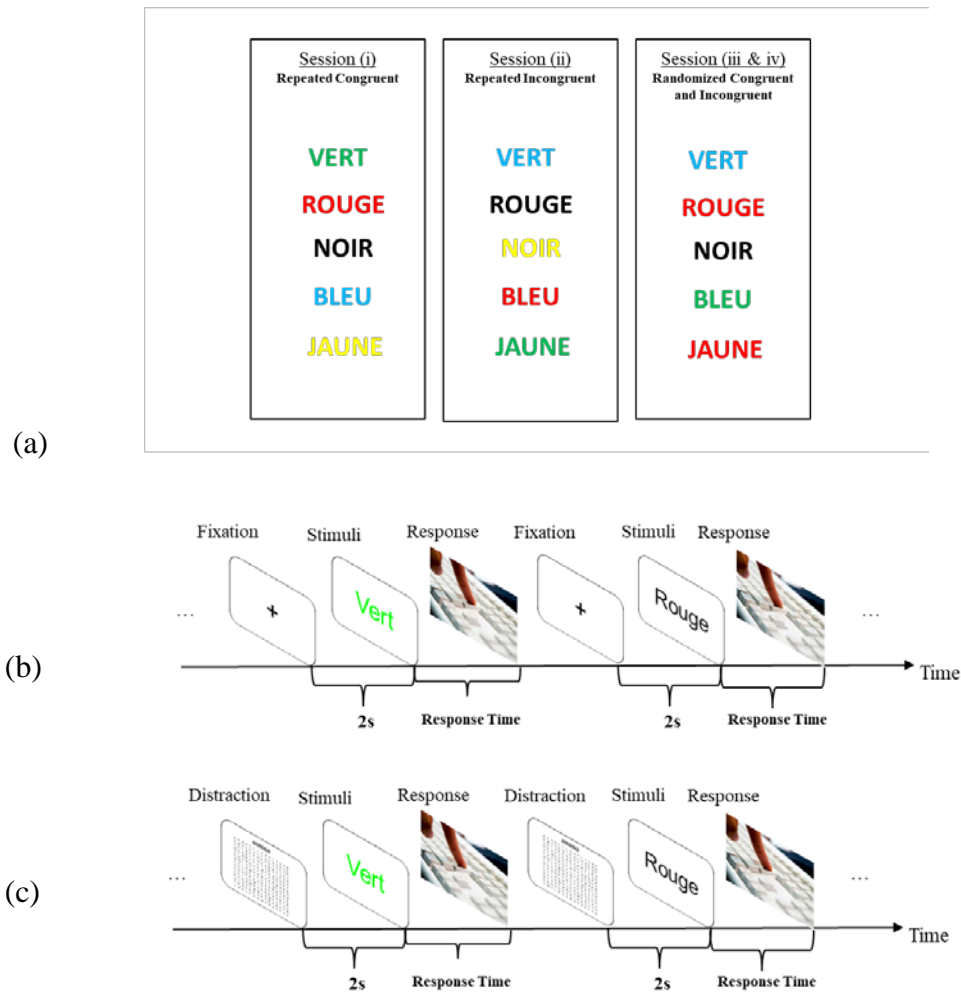 Session (i)
Repeated Congruent
VERT
ROUGE
NOIR
BLEU
JAUNE
Session (ii)
Repeated Incongruent
VERT
ROUGE
NOIR
BLEU
JAUNE
Session (iii & iv)
Randomized Congruent
and Incongruent
VERT
ROUGE
NOIR
BLEU
JAUNE
(a)
Fixation Stimuli Response Fixation Stimuli Response
... + Vert + Rouge ...
(b)
Time
2s Response Time 2s Response Time
Distraction Stimuli Response Distraction Stimuli Response
... Vert Rouge ...
(c)
Time
2s Response Time 2s Response Time